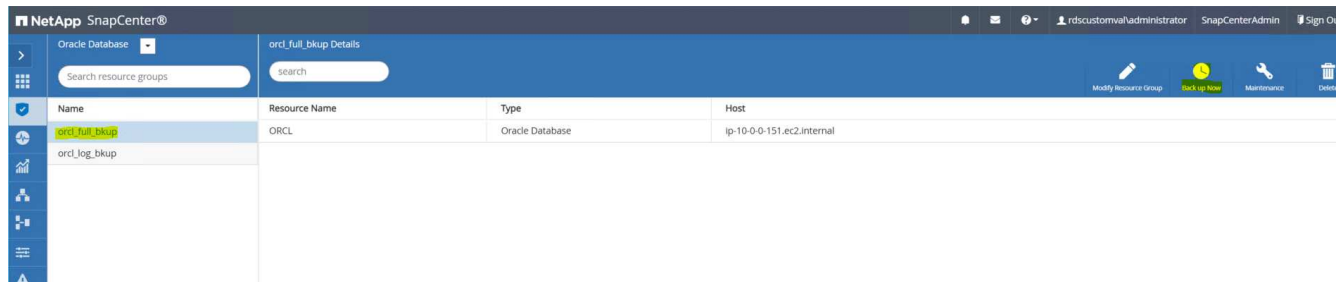 NetApp SnapCenter®
rdscustomval\administrator SnapCenterAdmin Sign Ou
Oracle Database
Search resource groups
Name
orcl_full_bkup
orcl_log_bkup
orcl_full_bkup Details
search
Modify Resource Group Back up Now Maintenance Delete
Resource Name Type Host
ORCL Oracle Database ip-10-0-0-151.ec2.internal